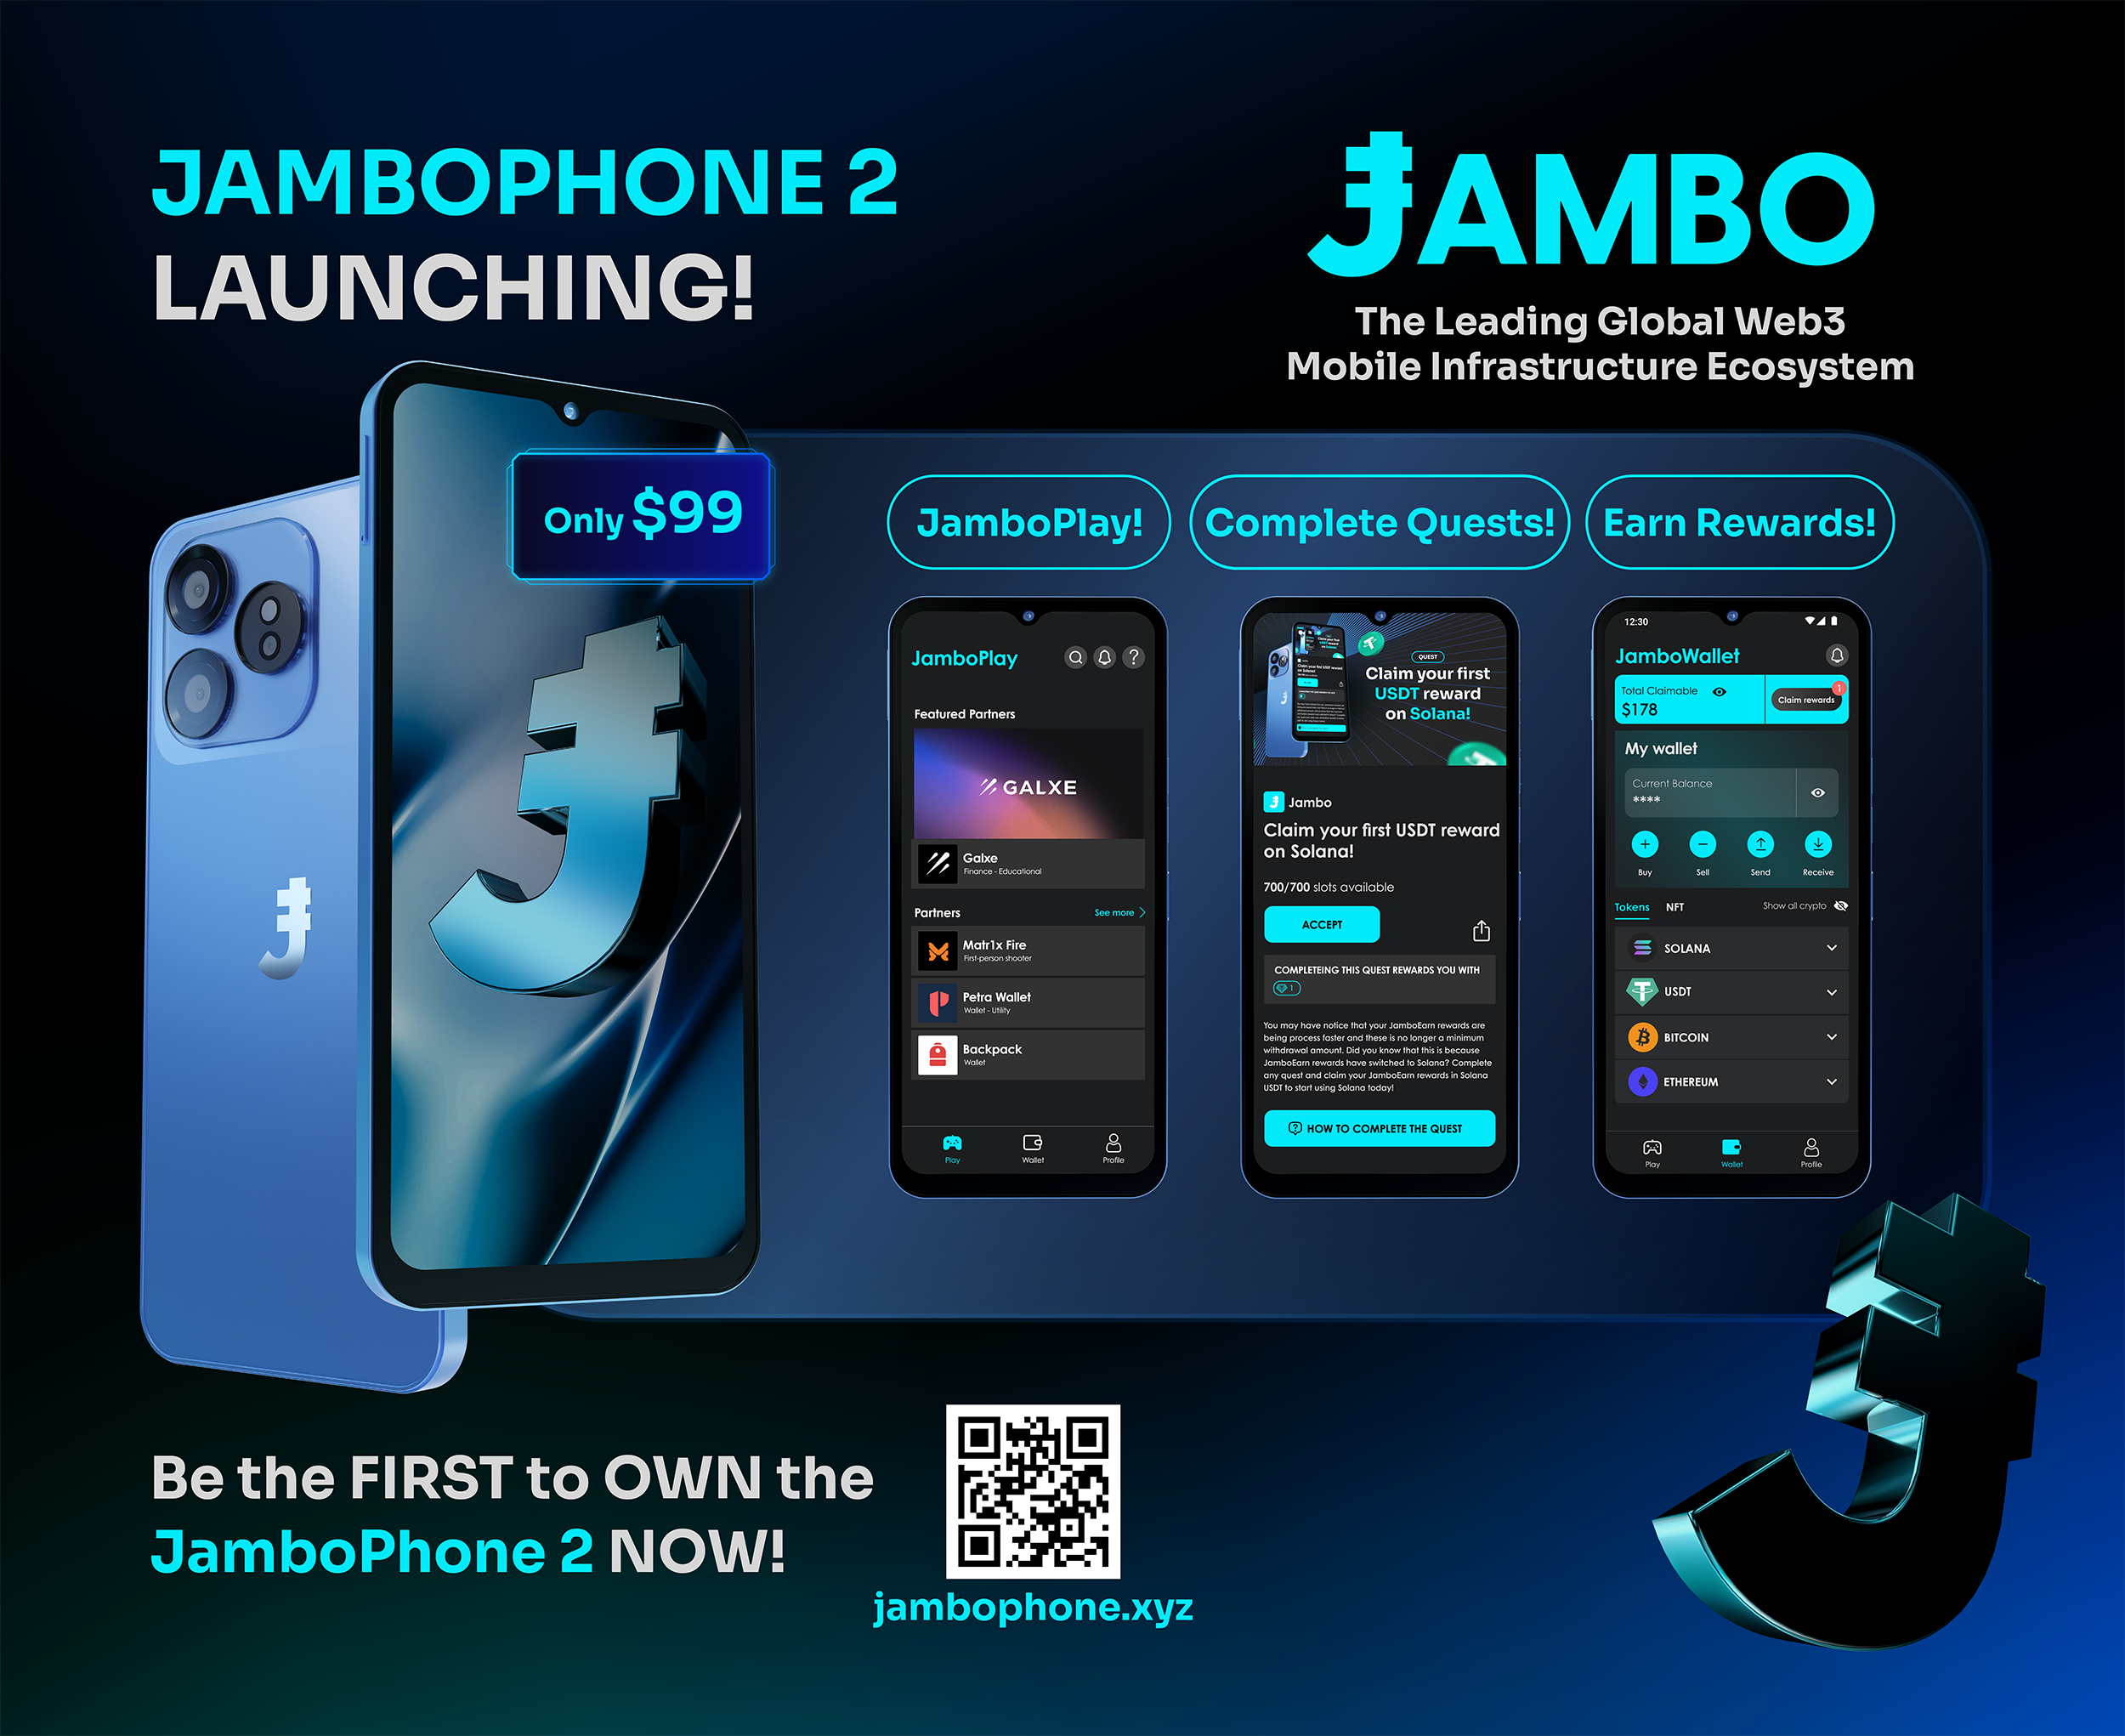 JAMBOPHONE 2
LAUNCHING!
JAMBO
The Leading Global Web3
Mobile Infrastructure Ecosystem
Only $99
JamboPlay!
Complete Quests!
Earn Rewards!
JamboPlay
?
Featured Partners
GALXE
Galxe
Finance - Educational
Partners
See more
Matr1x Fire
First-person shooter
Petra Wallet
Wallet - Utility
Backpack
Wallet
Play
Wallet
Profile
QUEST
Claim your first
USDT reward
on Solana!
Jambo
Claim your first USDT reward
on Solana!
700/700 slots available
ACCEPT
COMPLETEING THIS QUEST REWARDS YOU WITH
1
You may have notice that your JamboEarn rewards are
being process faster and these is no longer a minimum
withdrawal amount. Did you know that this is because
JamboEarn rewards have switched to Solana? Complete
any quest and claim your JamboEarn rewards in Solana
USDT to start using Solana today!
HOW TO COMPLETE THE QUEST
12:30
JamboWallet
Total Claimable
$178
Claim rewards
1
My wallet
Current Balance
****
Buy
Sell
Send
Receive
Tokens
NFT
Show all crypto
SOLANA
USDT
BITCOIN
ETHEREUM
Play
Wallet
Profile
Be the FIRST to OWN the
JamboPhone 2 NOW!
jambophone.xyz